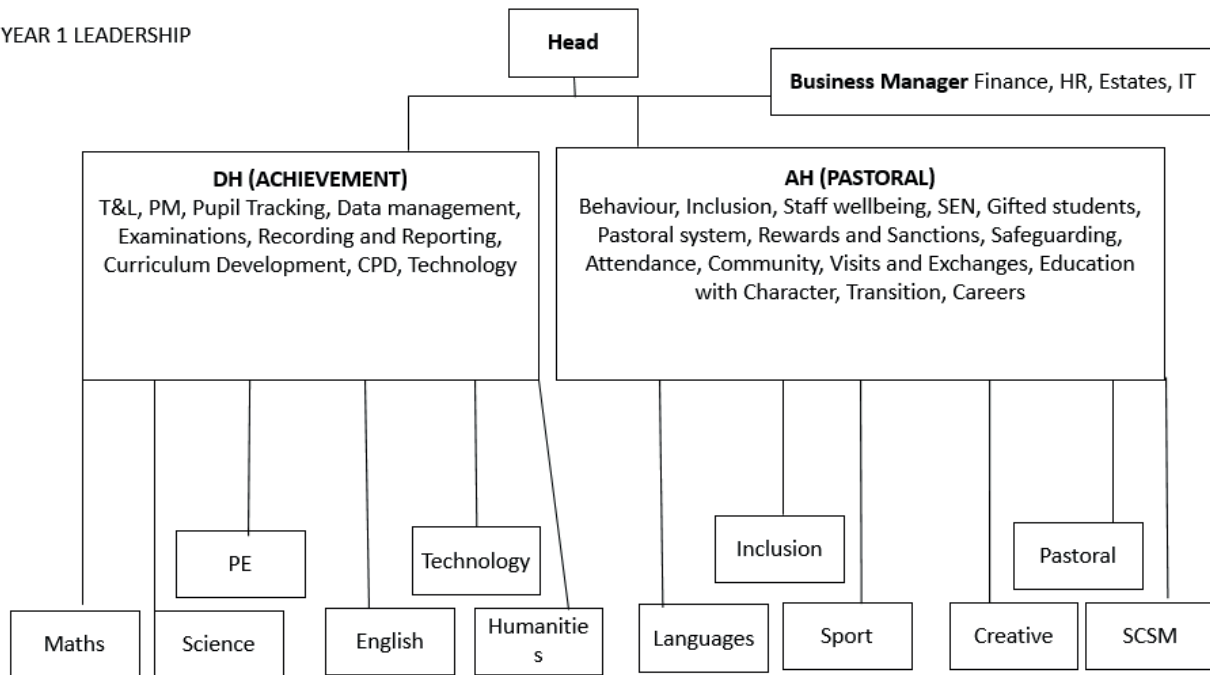 YEAR 1 LEADERSHIP
Head
Business Manager Finance, HR, Estates, IT
DH (ACHIEVEMENT)
T&L, PM, Pupil Tracking, Data management,
Examinations, Recording and Reporting,
Curriculum Development, CPD, Technology
AH (PASTORAL)
Behaviour, Inclusion, Staff wellbeing, SEN, Gifted students,
Pastoral system, Rewards and Sanctions, Safeguarding,
Attendance, Community, Visits and Exchanges, Education
with Character, Transition, Careers
PE
Technology
Inclusion
Pastoral
Maths
Science
English
Humanitie
s
Languages
Sport
Creative
SCSM